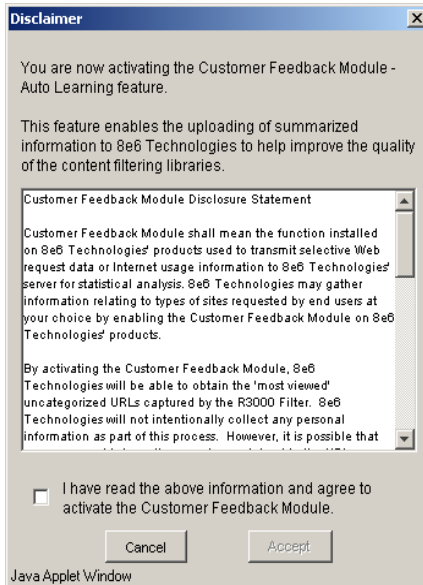 Disclaimer
You are now activating the Customer Feedback Module -
Auto Learning feature.
This feature enables the uploading of summarized
information to 8e6 Technologies to help improve the quality
of the content filtering libraries.
Customer Feedback Module Disclosure Statement
Customer Feedback Module shall mean the function installed
on 8e6 Technologies' products used to transmit selective Web
request data or Internet usage information to 8e6 Technologies'
server for statistical analysis. 8e6 Technologies may gather
information relating to types of sites requested by end users at
your choice by enabling the Customer Feedback Module on 8e6
Technologies' products.
By activating the Customer Feedback Module, 8e6
Technologies will be able to obtain the 'most viewed'
uncategorized URLs captured by the R3000 Filter. 8e6
Technologies will not intentionally collect any personal
information as part of this process. However, it is possible that
I have read the above information and agree to
activate the Customer Feedback Module.
Cancel
Accept
Java Applet Window